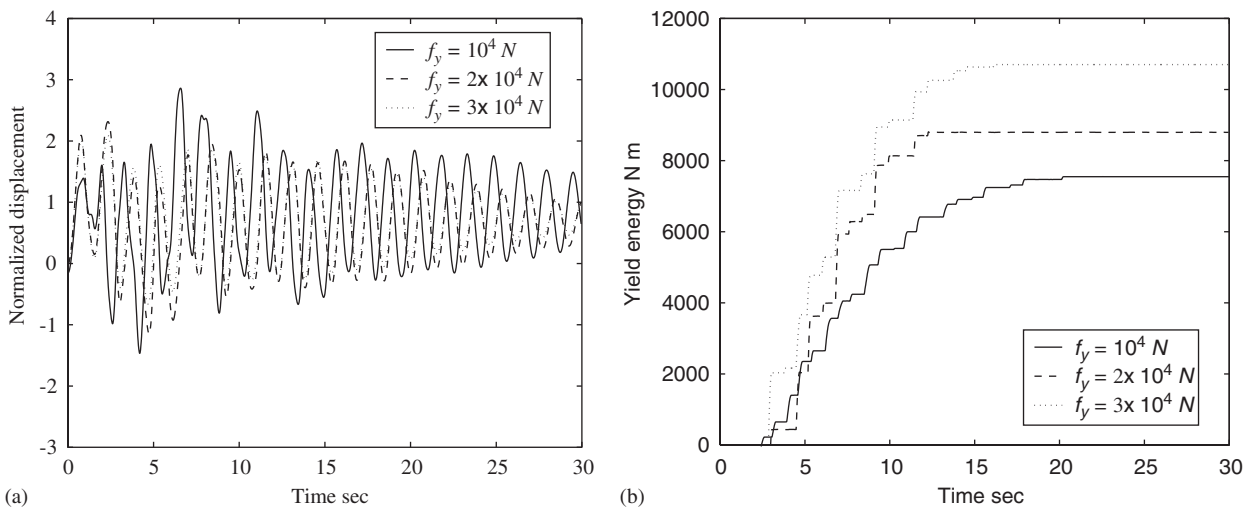 4
3
2
1
0
-1
-2
-3
Normalized displacement
f_y = 10^4 N
f_y = 2x 10^4 N
f_y = 3x 10^4 N
0 5 10 15 20 25 30
Time sec
(a)
12000
10000
8000
6000
4000
2000
0
Yield energy N m
f_y = 10^4 N
f_y = 2x 10^4 N
f_y = 3x 10^4 N
0 5 10 15 20 25 30
Time sec
(b)